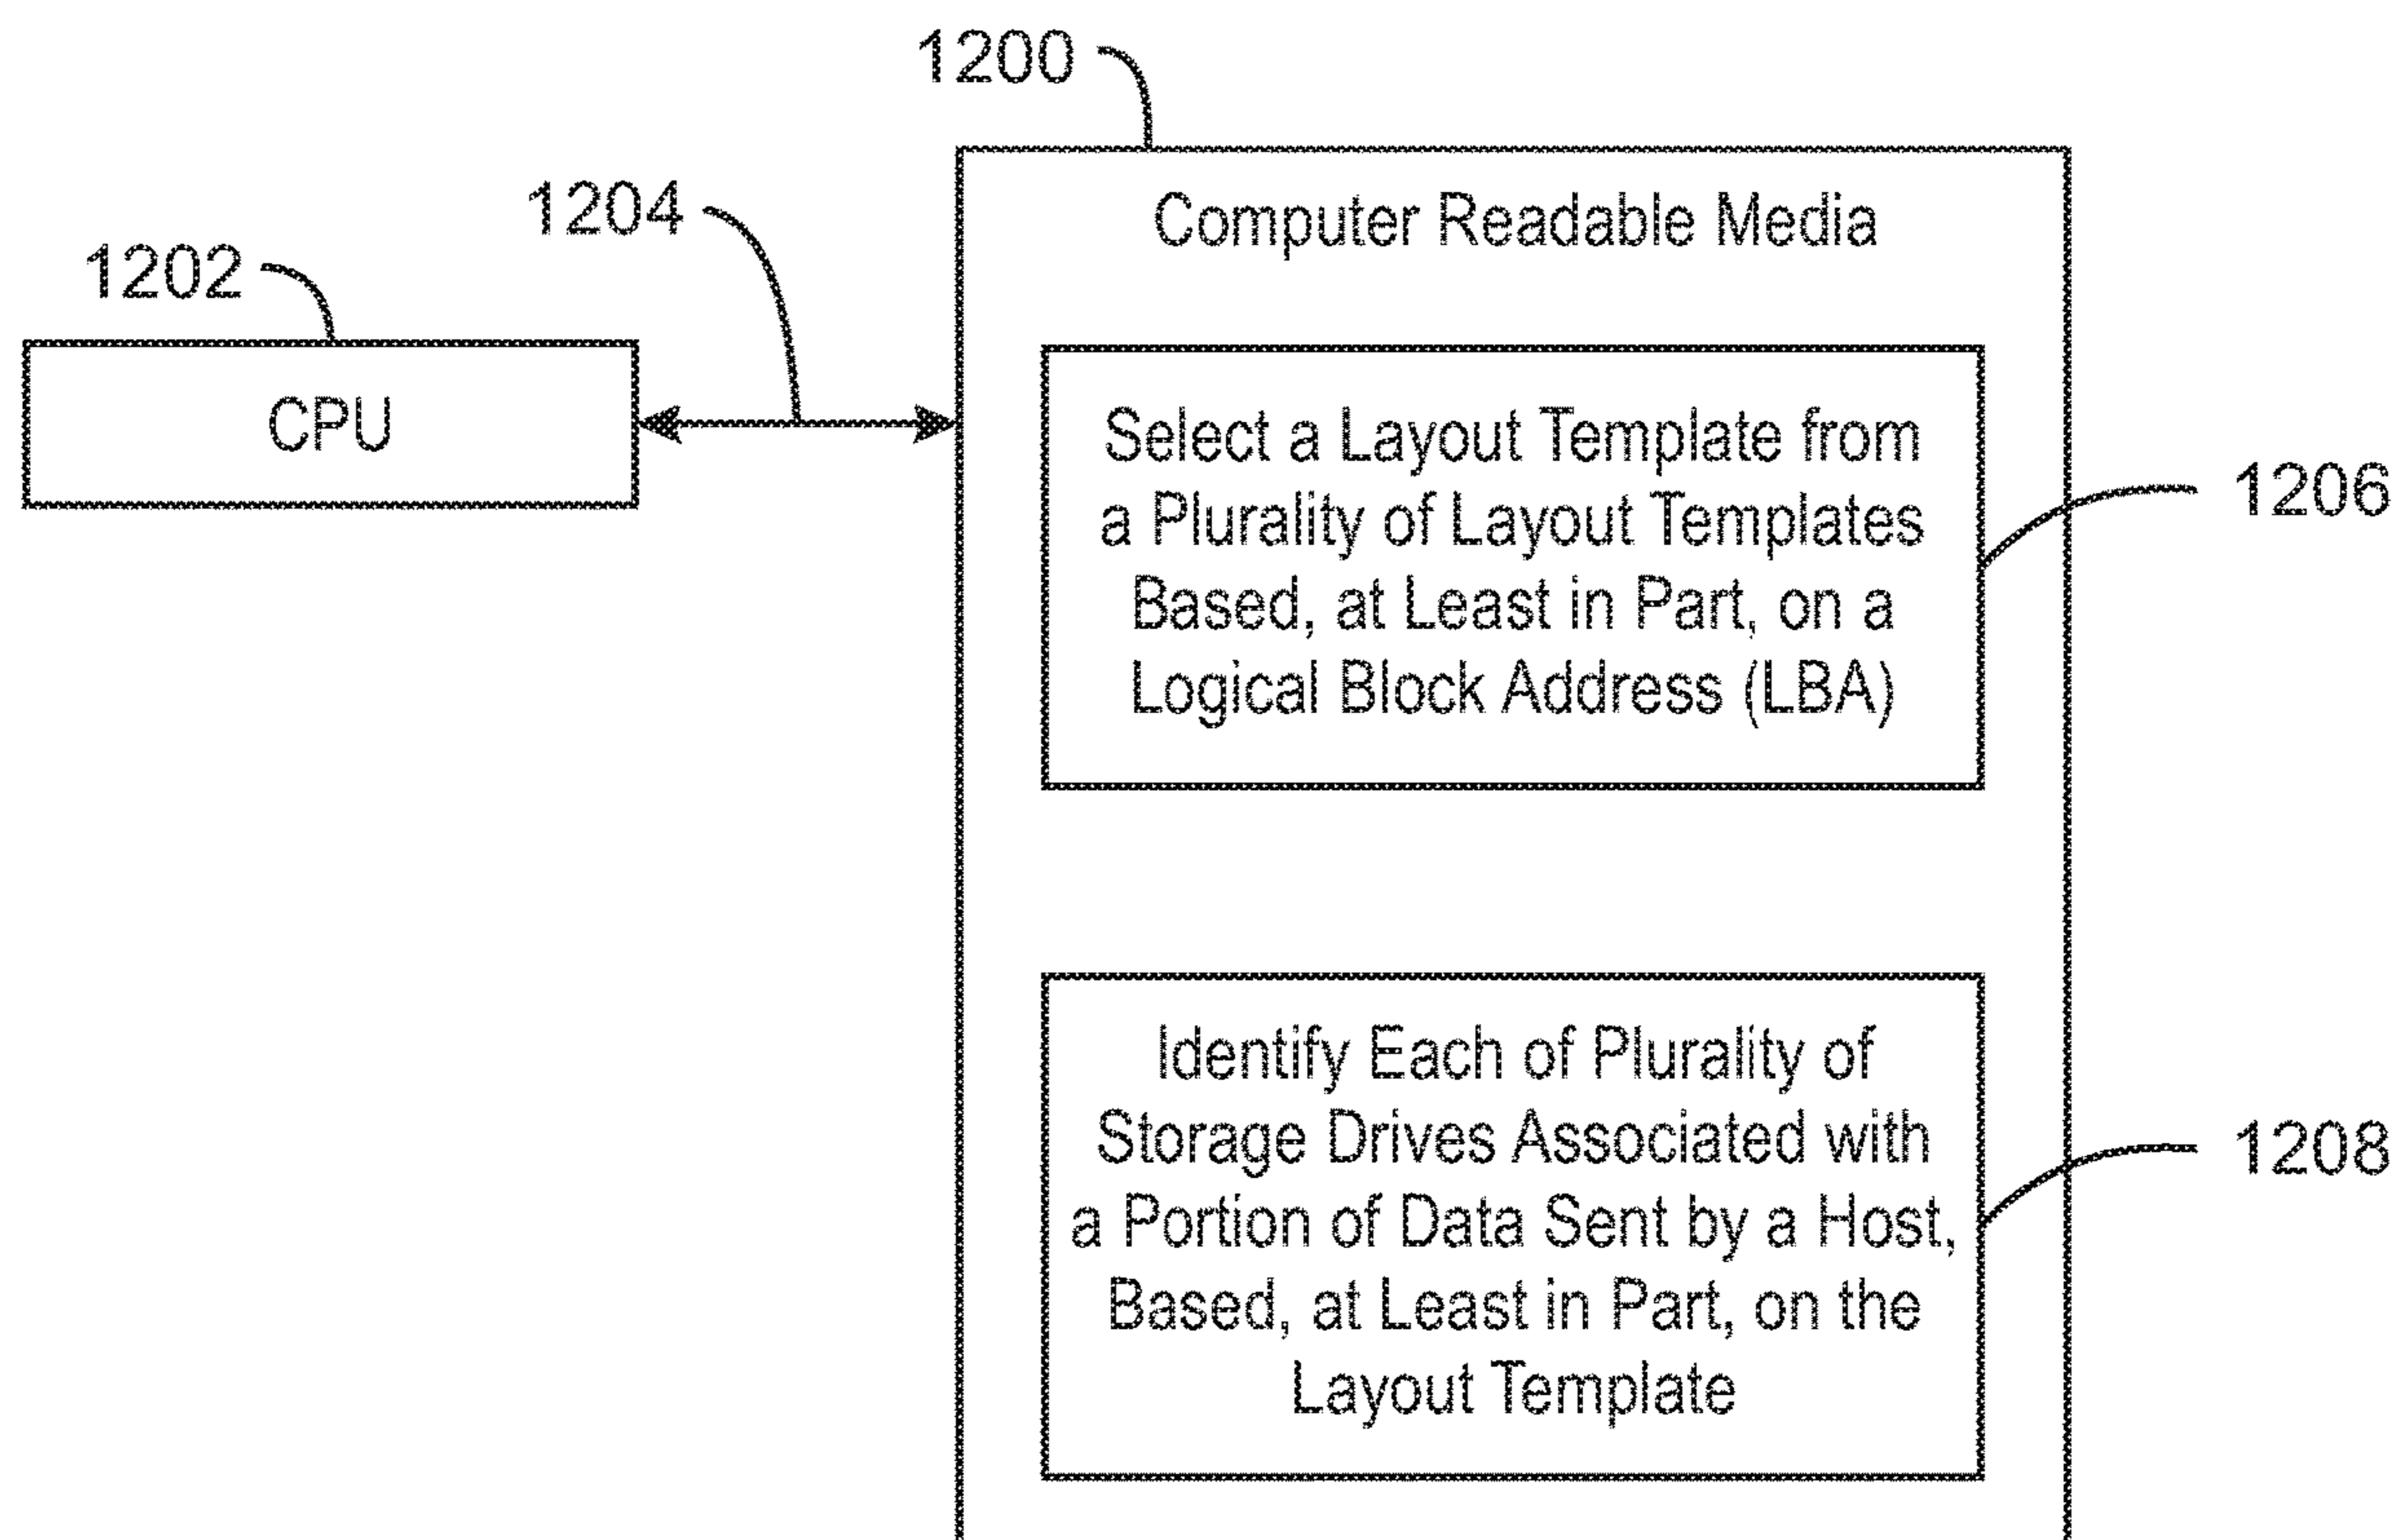 1200
1204
Computer Readable Media
1202
CPU
Select a Layout Template from
a Plurality of Layout Templates
Based, at Least in Part, on a
Logical Block Address (LBA)
1206
Identify Each of Plurality of
Storage Drives Associated with
a Portion of Data Sent by a Host,
Based, at Least in Part, on the
Layout Template
1208